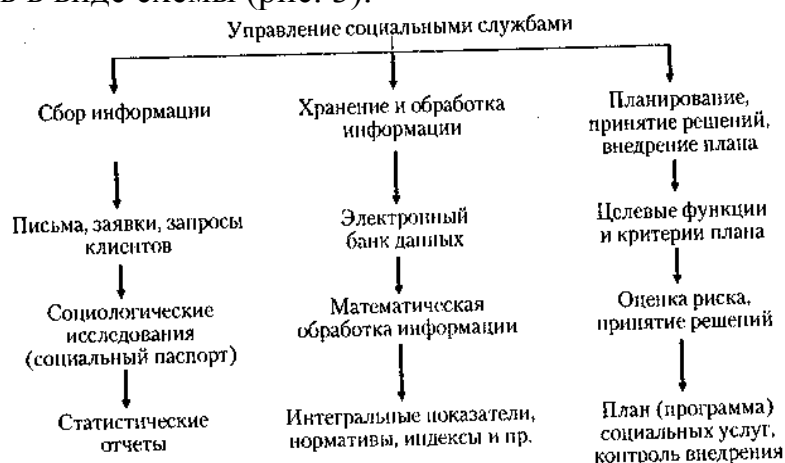 в в виде схемы (рис. 3).
Управление социальными службами
Сбор информации
Хранение и обработка
информации
Планирование,
принятие решений,
внедрение плана
Письма, заявки, запросы
клиентов
Электронный
банк данных
Целевые функции
и критерии плана
Социологические
исследования
(социальный паспорт)
Математическая
обработка информации
Оценка риска,
принятие решений
Статистические
отчеты
Интегральные показатели,
нормативы, индексы и пр.
План (программа)
социальных услуг,
контроль внедрения